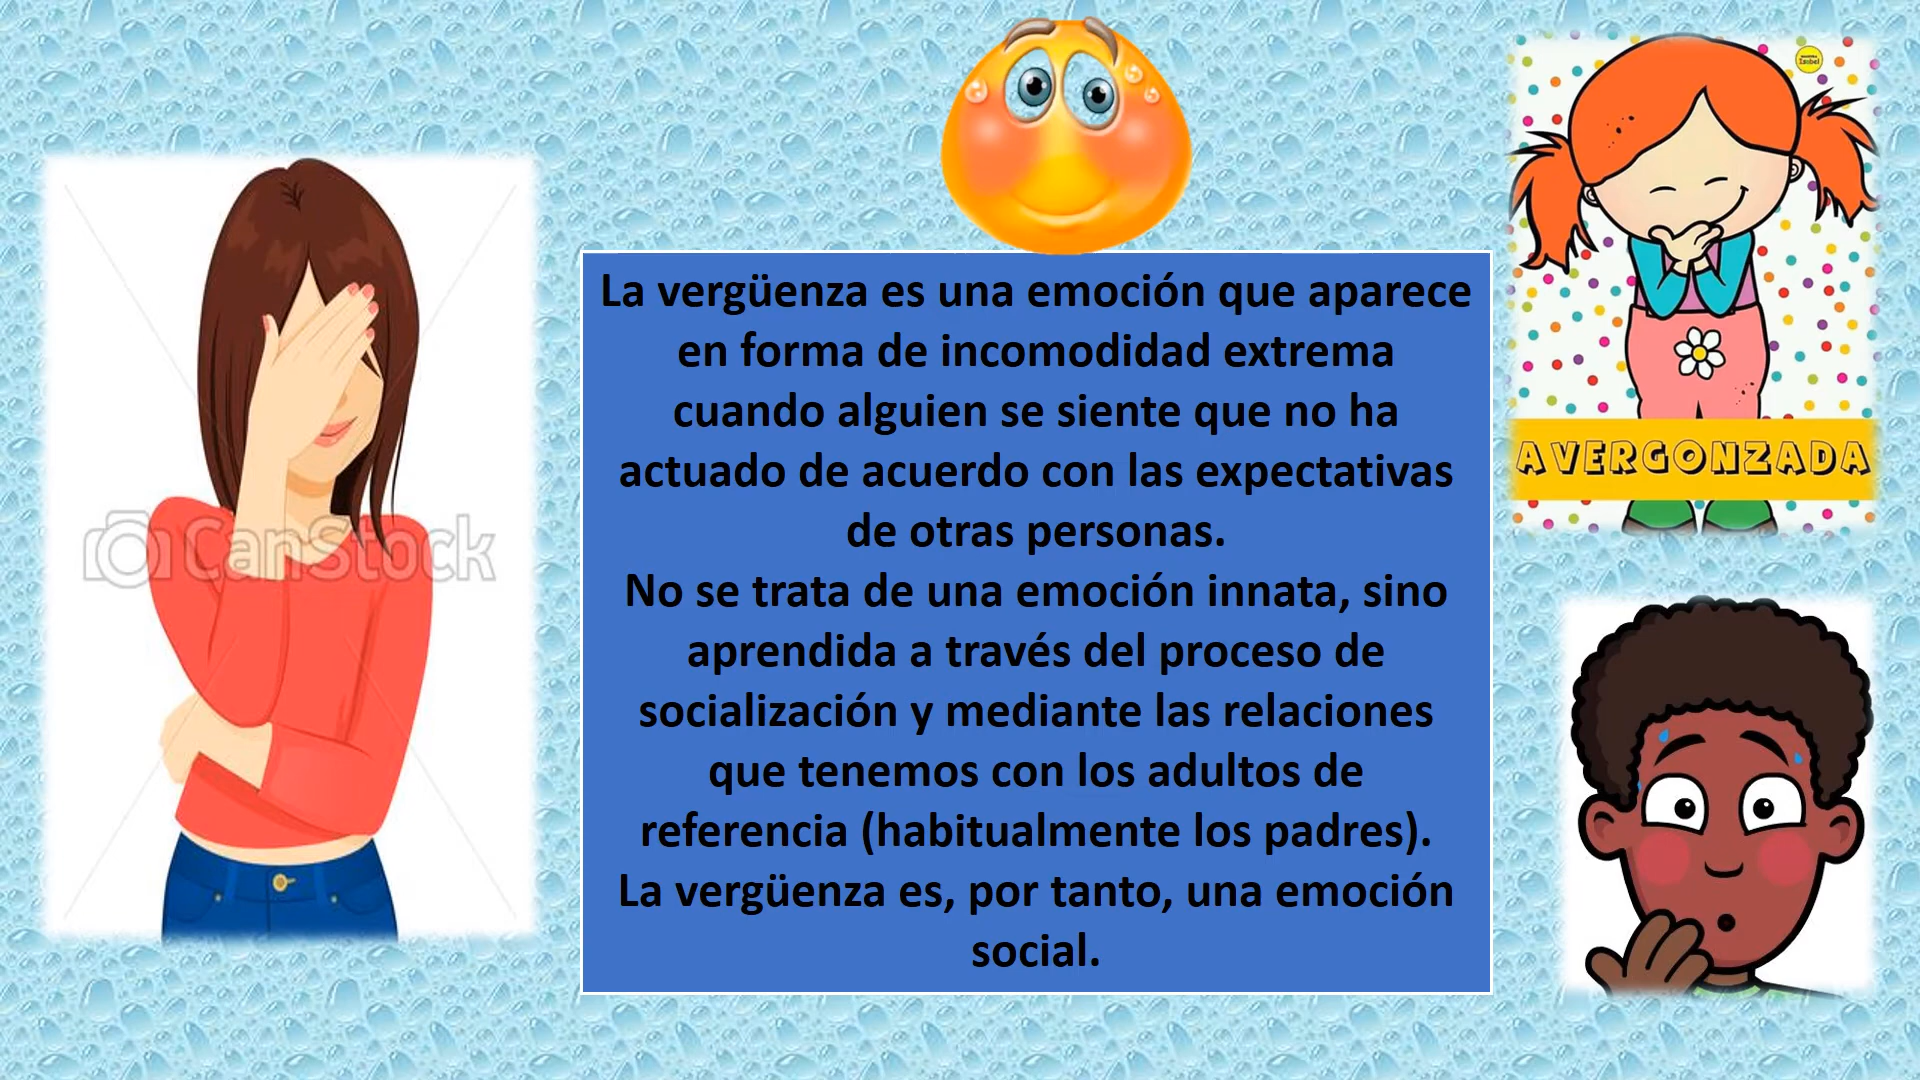 La vergüenza es una emoción que aparece
en forma de incomodidad extrema
cuando alguien se siente que no ha
actuado de acuerdo con las expectativas
de otras personas.
No se trata de una emoción innata, sino
aprendida a través del proceso de
socialización y mediante las relaciones
que tenemos con los adultos de
referencia (habitualmente los padres).
La vergüenza es, por tanto, una emoción
social.
CanStock
Isabel
AVERGONZADA